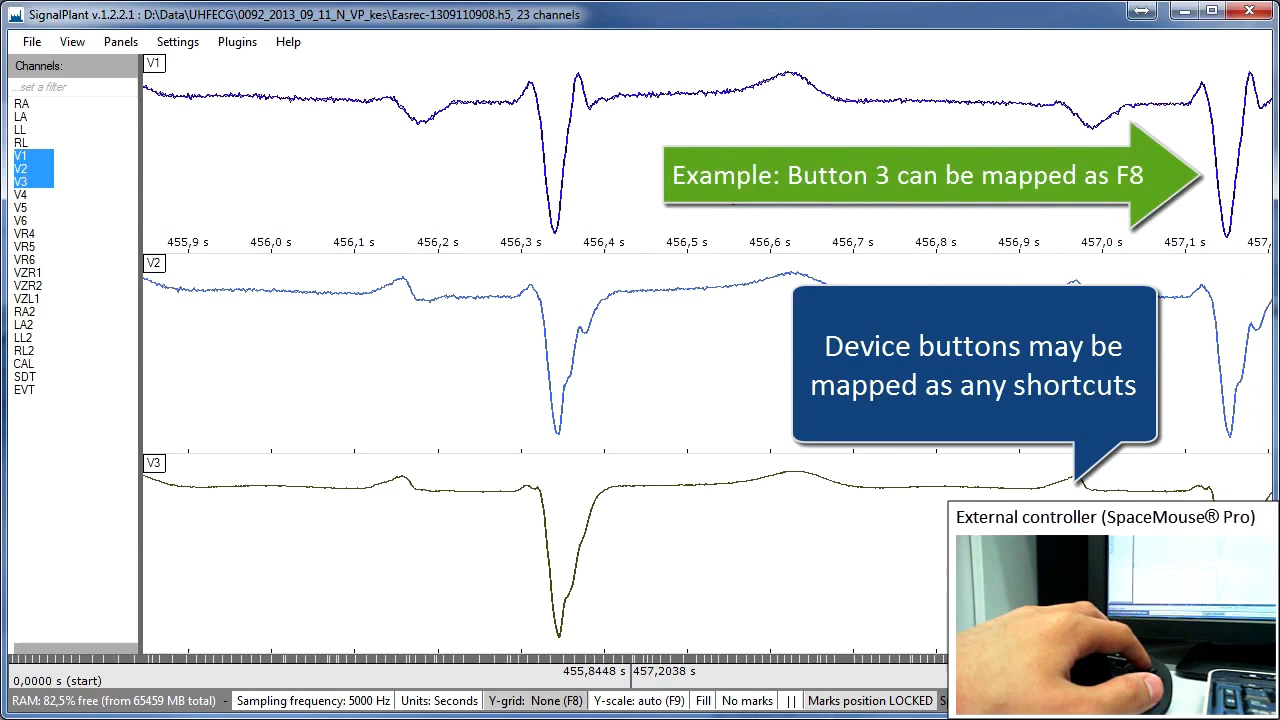 SignalPlant v.1.2.2.1 : D:\Data\UHFECG\0092_2013_09_11_N_VP_kes\Easrec-1309110908.h5, 23 channels
File View Panels Settings Plugins Help
Channels:
...set a filter
RA
LA
LL
RL
V1
V2
V3
V4
V5
V6
VR4
VR5
VR6
VZR1
VZR2
VZL1
RA2
LA2
LL2
RL2
CAL
SDT
EVT
V1
Example: Button 3 can be mapped as F8
455,9 s 456,0 s 456,1 s 456,2 s 456,3 s 456,4 s 456,5 s 456,6 s 456,7 s 456,8 s 456,9 s 457,0 s 457,1 s 457,
V2
Device buttons may be
mapped as any shortcuts
V3
External controller (SpaceMouse® Pro)
455,8448 s 457,2038 s
0,0000 s (start)
RAM: 82,5% free (from 65459 MB total) - Sampling frequency: 5000 Hz Units: Seconds Y-grid: None (F8) Y-scale: auto (F9) Fill No marks || Marks position LOCKED